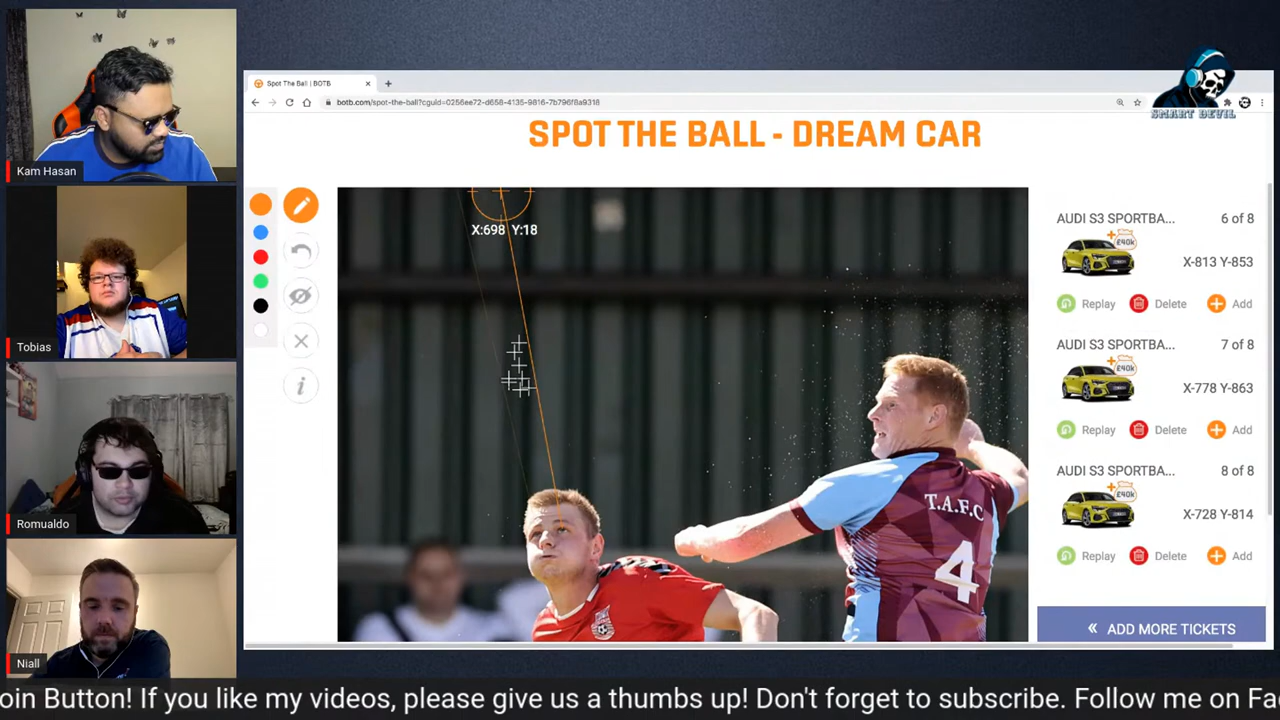 Kam Hasan
Tobias
Romualdo
Niall
Spot The Ball | BOTB
botb.com/spot-the-ball?cguid=0256ee72-d658-4135-9816-7b796f8a9318
SMART DEVIL
SPOT THE BALL - DREAM CAR
X:698 Y:18
T.A.F.C
4
AUDI S3 SPORTBA... 6 of 8
£40k
X-813 Y-853
Replay Delete Add
AUDI S3 SPORTBA... 7 of 8
£40k
X-778 Y-863
Replay Delete Add
AUDI S3 SPORTBA... 8 of 8
£40k
X-728 Y-814
Replay Delete Add
« ADD MORE TICKETS
oin Button! If you like my videos, please give us a thumbs up! Don't forget to subscribe. Follow me on Fa